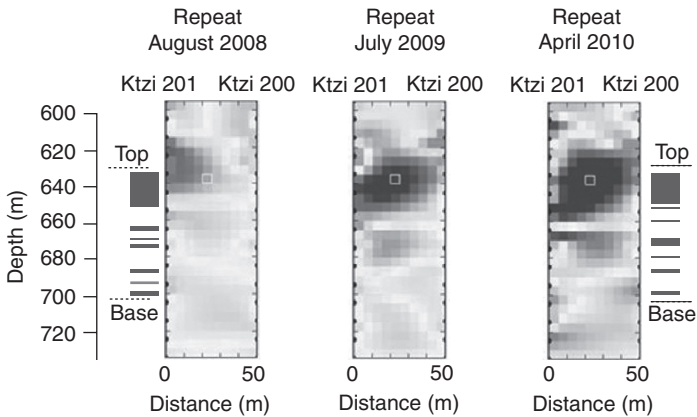 Repeat
August 2008
Repeat
July 2009
Repeat
April 2010
Ktzi 201 Ktzi 200
Ktzi 201 Ktzi 200
Ktzi 201 Ktzi 200
Depth (m)
600
620
640
660
680
700
720
Top
Base
Top
Base
0 50
0 50
0 50
Distance (m)
Distance (m)
Distance (m)